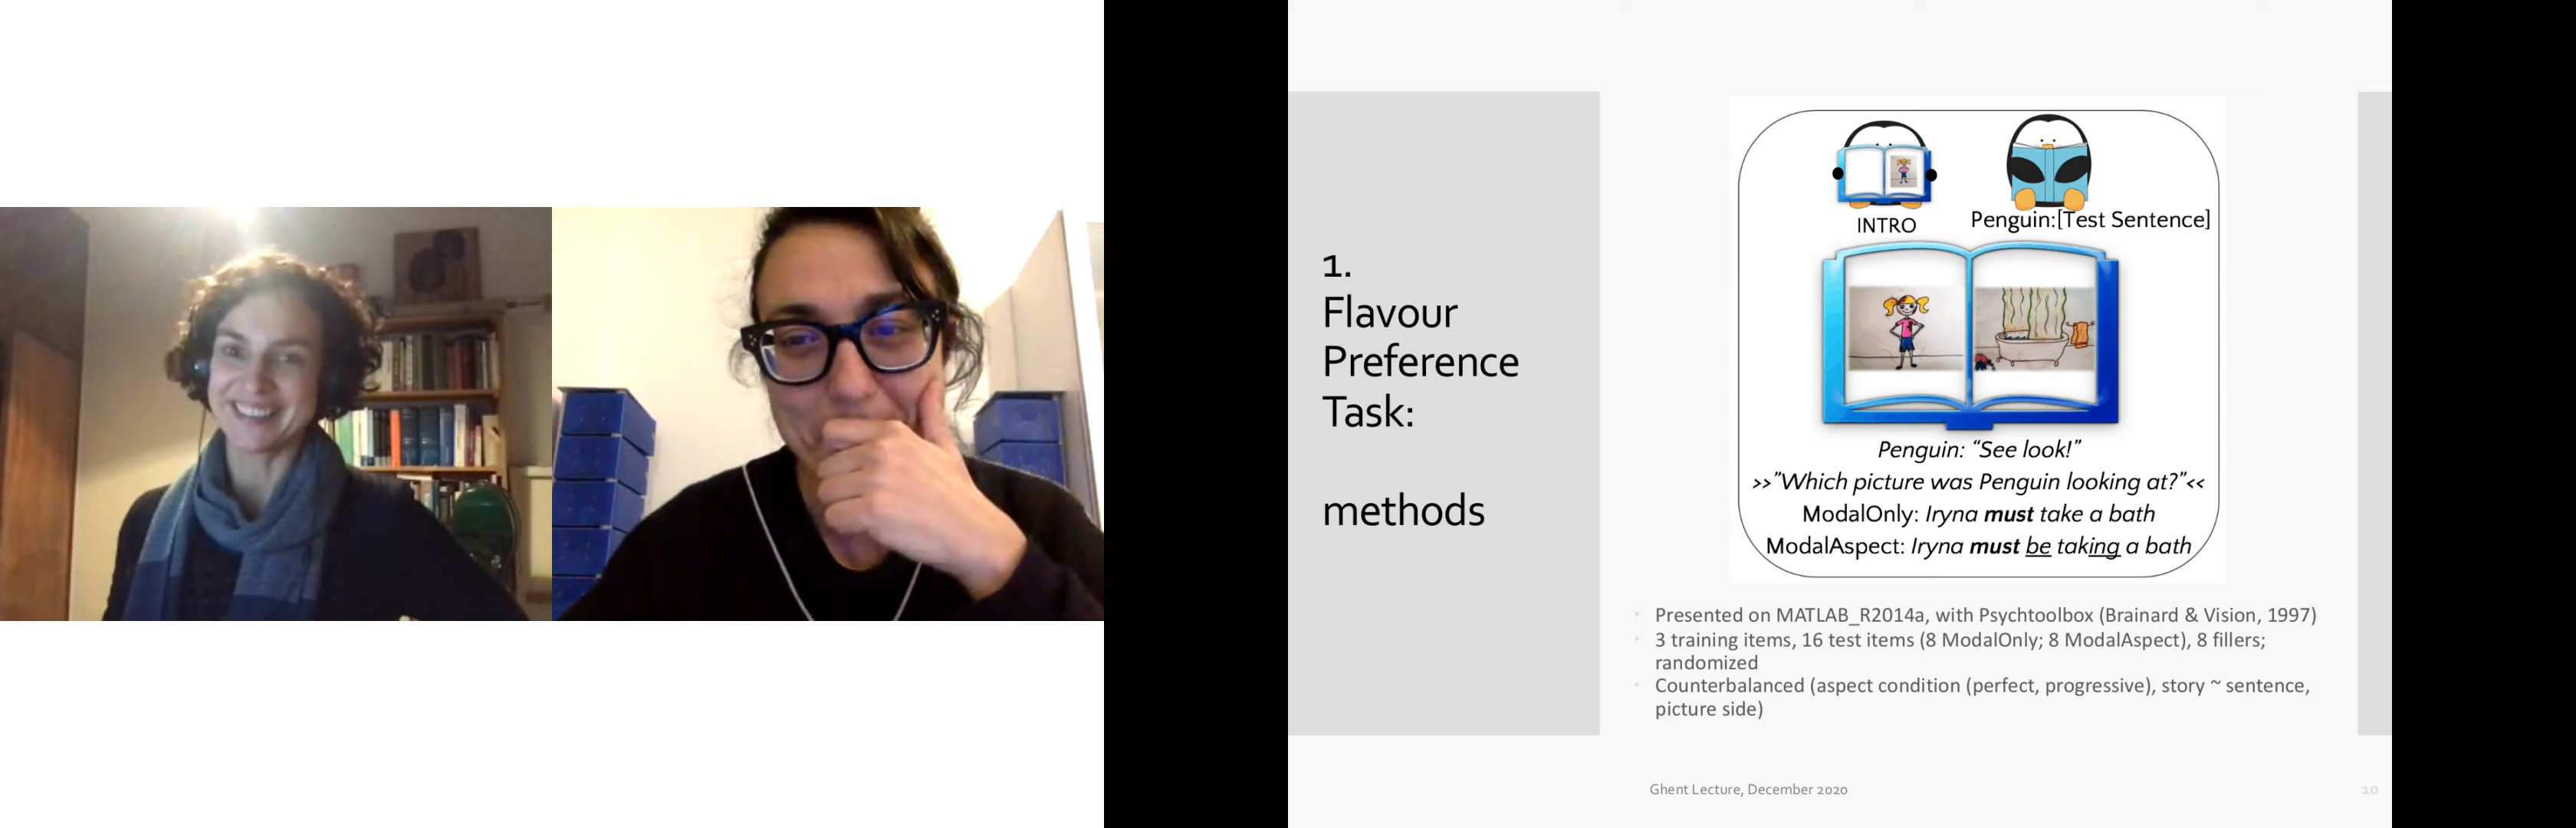 1.
Flavour
Preference
Task:
methods
INTRO
Penguin:[Test Sentence]
Penguin: “See look!”
>>”Which picture was Penguin looking at?”<<
ModalOnly: Iryna must take a bath
ModalAspect: Iryna must be taking a bath
Presented on MATLAB_R2014a, with Psychtoolbox (Brainard & Vision, 1997)
3 training items, 16 test items (8 ModalOnly; 8 ModalAspect), 8 fillers;
randomized
Counterbalanced (aspect condition (perfect, progressive), story ~ sentence,
picture side)
Ghent Lecture, December 2020
10